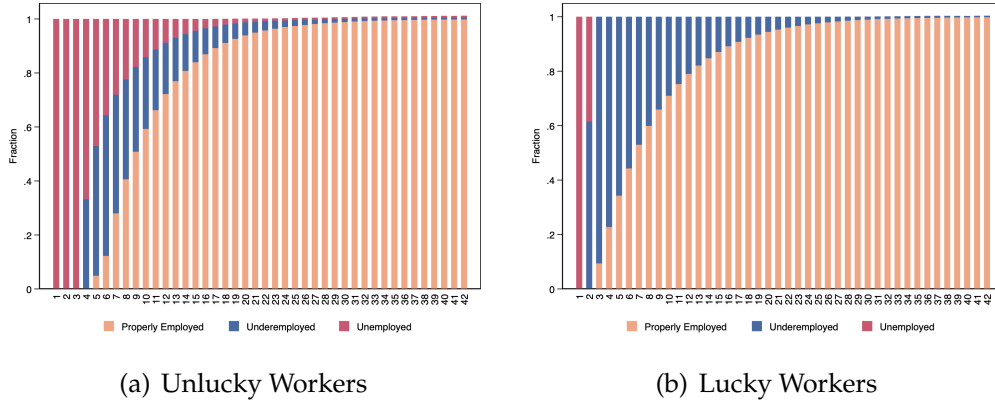 1
.8
.6
.4
.2
0
Fraction
1 2 3 4 5 6 7 8 9 10 11 12 13 14 15 16 17 18 19 20 21 22 23 24 25 26 27 28 29 30 31 32 33 34 35 36 37 38 39 40 41 42
Properly Employed Underemployed Unemployed
(a) Unlucky Workers
1
.8
.6
.4
.2
0
Fraction
1 2 3 4 5 6 7 8 9 10 11 12 13 14 15 16 17 18 19 20 21 22 23 24 25 26 27 28 29 30 31 32 33 34 35 36 37 38 39 40 41 42
Properly Employed Underemployed Unemployed
(b) Lucky Workers